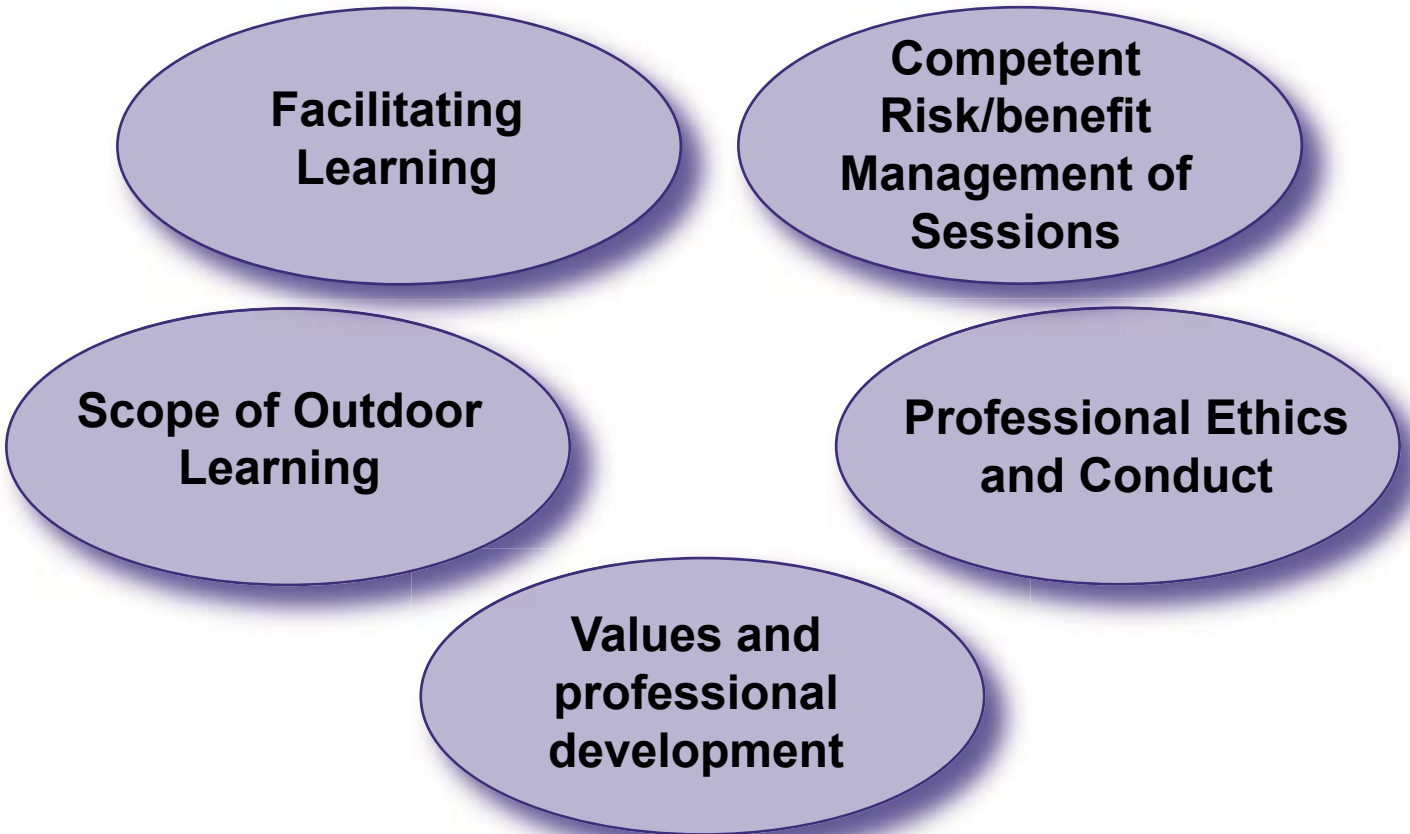 Facilitating
Learning
Competent
Risk/benefit
Management of
Sessions
Scope of Outdoor
Learning
Professional Ethics
and Conduct
Values and
professional
development